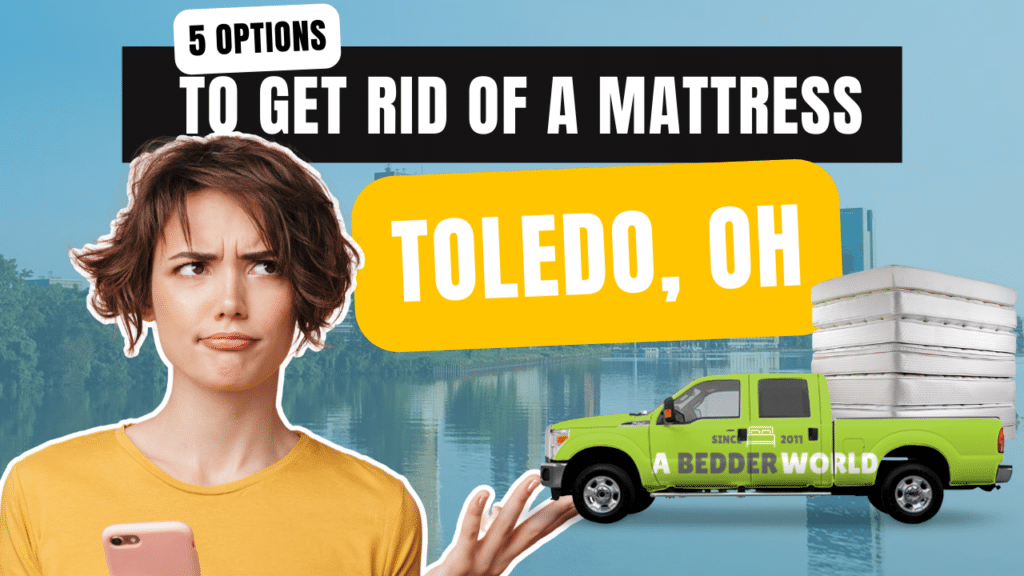 5 OPTIONS
TO GET RID OF A MATTRESS
TOLEDO, OH
SINCE 2011
A BEDDER WORLD